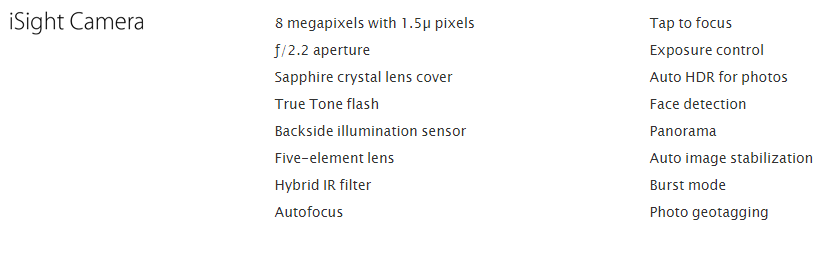 iSight Camera
8 megapixels with 1.5µ pixels
ƒ/2.2 aperture
Sapphire crystal lens cover
True Tone flash
Backside illumination sensor
Five-element lens
Hybrid IR filter
Autofocus
Tap to focus
Exposure control
Auto HDR for photos
Face detection
Panorama
Auto image stabilization
Burst mode
Photo geotagging